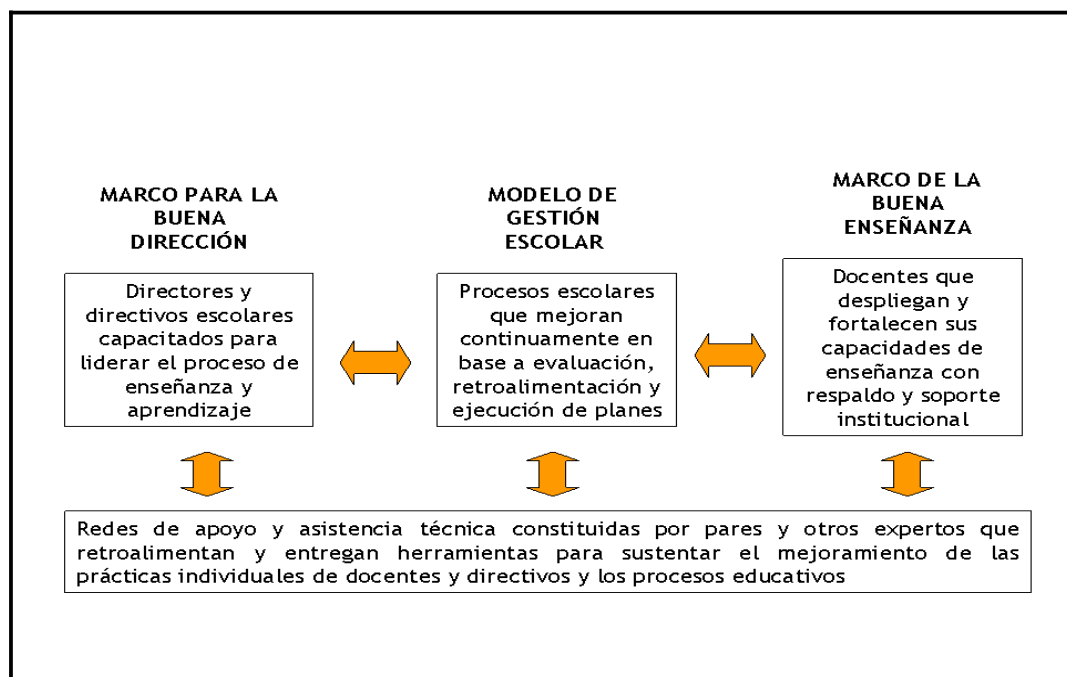 MARCO PARA LA
BUENA
DIRECCIÓN
MODELO DE
GESTIÓN
ESCOLAR
MARCO DE LA
BUENA
ENSEÑANZA
Directores y
directivos escolares
capacitados para
liderar el proceso de
enseñanza y
aprendizaje
Procesos escolares
que mejoran
continuamente en
base a evaluación,
retroalimentación y
ejecución de planes
Docentes que
despliegan y
fortalecen sus
capacidades de
enseñanza con
respaldo y soporte
institucional
Redes de apoyo y asistencia técnica constituidas por pares y otros expertos que
retroalimentan y entregan herramientas para sustentar el mejoramiento de las
prácticas individuales de docentes y directivos y los procesos educativos